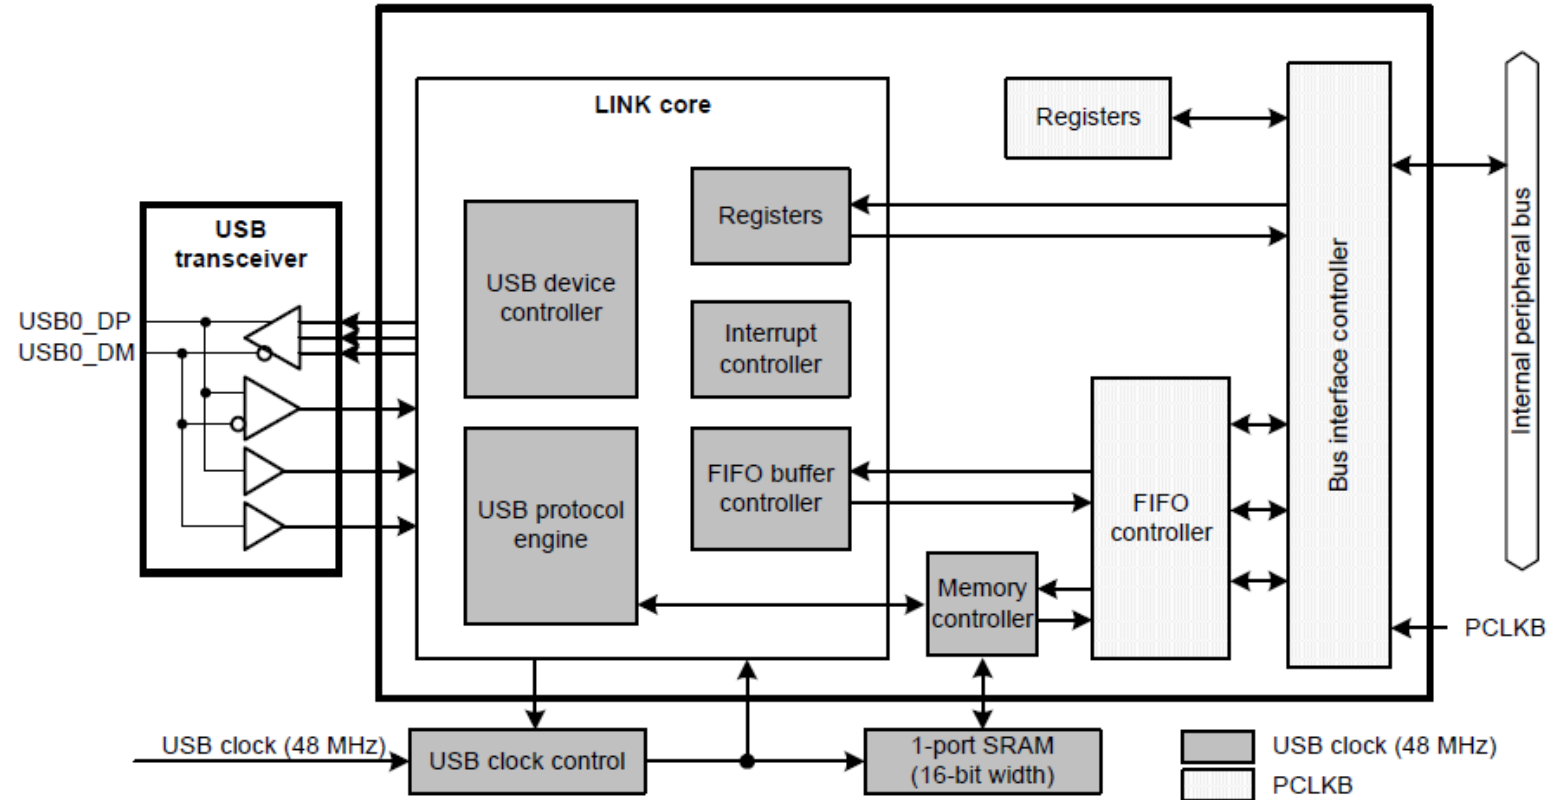 LINK core
Registers
Registers
USB
transceiver
USB device
controller
USB0_DP
USB0_DM
Interrupt
controller
Bus interface controller
Internal peripheral bus
FIFO buffer
controller
USB protocol
engine
FIFO
controller
Memory
controller
PCLKB
USB clock (48 MHz)
USB clock control
1-port SRAM
(16-bit width)
USB clock (48 MHz)
PCLKB